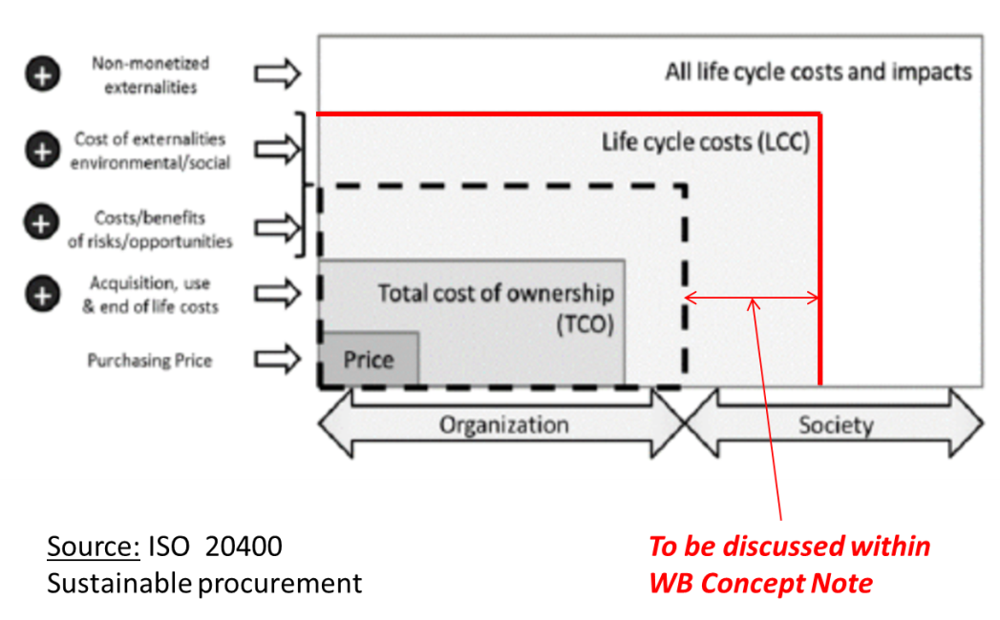 Non-monetized
externalities
All life cycle costs and impacts
Cost of externalities
environmental/social
Life cycle costs (LCC)
Costs/benefits
of risks/opportunities
Acquisition, use
& end of life costs
Total cost of ownership
(TCO)
Purchasing Price
Price
Organization
Society
Source: ISO 20400
Sustainable procurement
To be discussed within
WB Concept Note